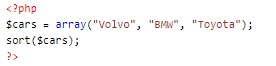 <?php
$cars = array("Volvo", "BMW", "Toyota");
sort($cars);
?>